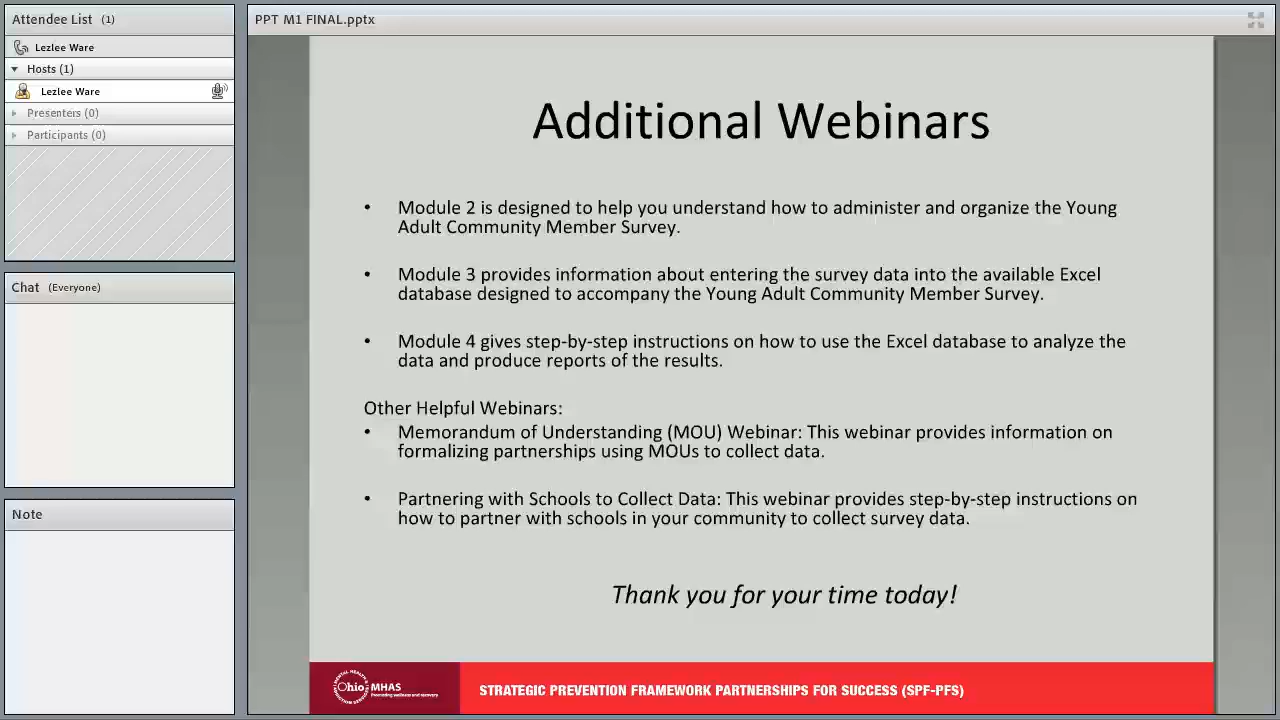 Attendee List (1)
Lezlee Ware
Hosts (1)
Lezlee Ware
Presenters (0)
Participants (0)
Chat (Everyone)
Note
PPT M1 FINAL.pptx
Additional Webinars
• Module 2 is designed to help you understand how to administer and organize the Young
Adult Community Member Survey.
• Module 3 provides information about entering the survey data into the available Excel
database designed to accompany the Young Adult Community Member Survey.
• Module 4 gives step-by-step instructions on how to use the Excel database to analyze the
data and produce reports of the results.
Other Helpful Webinars:
• Memorandum of Understanding (MOU) Webinar: This webinar provides information on
formalizing partnerships using MOUs to collect data.
• Partnering with Schools to Collect Data: This webinar provides step-by-step instructions on
how to partner with schools in your community to collect survey data.
Thank you for your time today!
Ohio MHAS
Promoting wellness and recovery
STRATEGIC PREVENTION FRAMEWORK PARTNERSHIPS FOR SUCCESS (SPF-PFS)